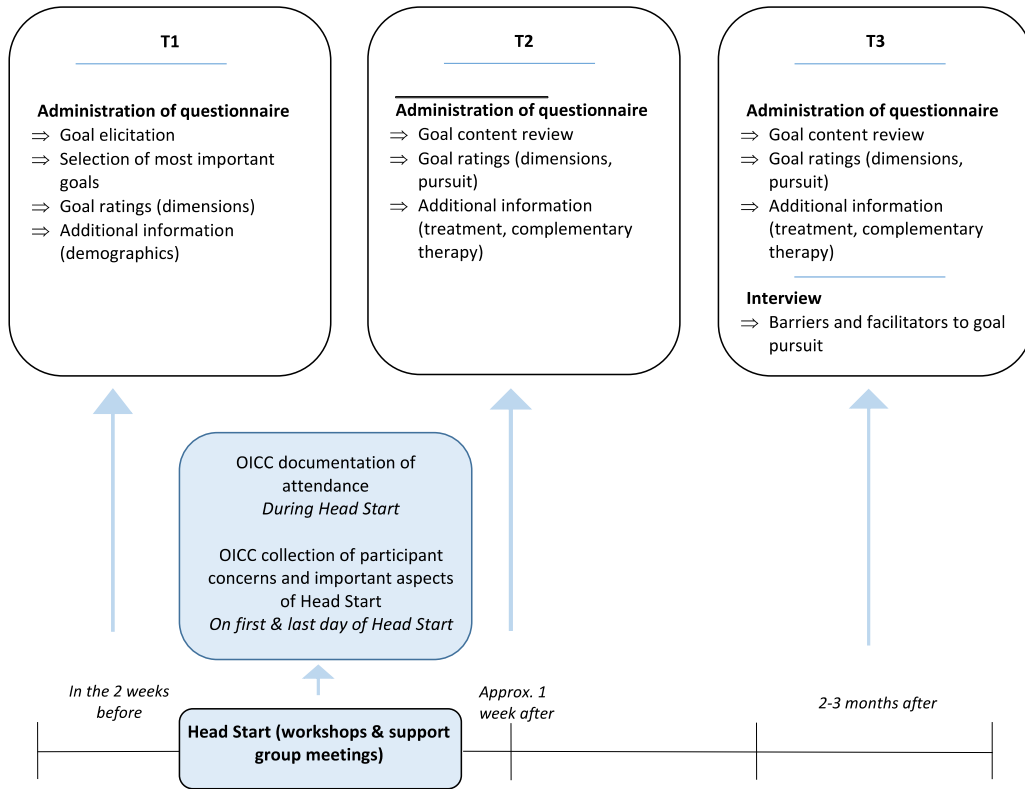 T1
Administration of questionnaire
⇒ Goal elicitation
⇒ Selection of most important
goals
⇒ Goal ratings (dimensions)
⇒ Additional information
(demographics)
T2
Administration of questionnaire
⇒ Goal content review
⇒ Goal ratings (dimensions,
pursuit)
⇒ Additional information
(treatment, complementary
therapy)
T3
Administration of questionnaire
⇒ Goal content review
⇒ Goal ratings (dimensions,
pursuit)
⇒ Additional information
(treatment, complementary
therapy)
Interview
⇒ Barriers and facilitators to goal
pursuit
OICC documentation of
attendance
During Head Start
OICC collection of participant
concerns and important aspects
of Head Start
On first & last day of Head Start
In the 2 weeks
before
Head Start (workshops & support
group meetings)
Approx. 1
week after
2-3 months after